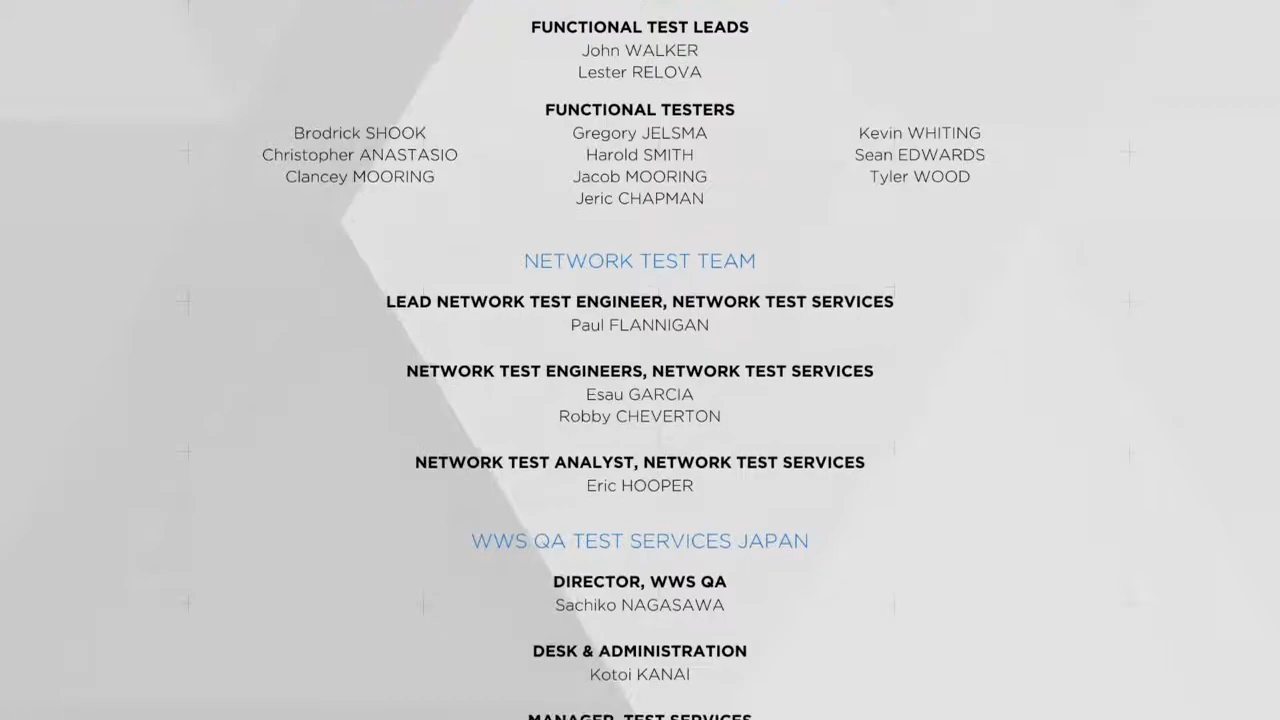 FUNCTIONAL TEST LEADS
John WALKER
Lester RELOVA
FUNCTIONAL TESTERS
Brodrick SHOOK Gregory JELSMA Kevin WHITING
Christopher ANASTASIO Harold SMITH Sean EDWARDS
Clancey MOORING Jacob MOORING Tyler WOOD
Jeric CHAPMAN
NETWORK TEST TEAM
LEAD NETWORK TEST ENGINEER, NETWORK TEST SERVICES
Paul FLANNIGAN
NETWORK TEST ENGINEERS, NETWORK TEST SERVICES
Esau GARCIA
Robby CHEVERTON
NETWORK TEST ANALYST, NETWORK TEST SERVICES
Eric HOOPER
WWS QA TEST SERVICES JAPAN
DIRECTOR, WWS QA
Sachiko NAGASAWA
DESK & ADMINISTRATION
Kotoi KANAI
MANAGER, TEST SERVICES